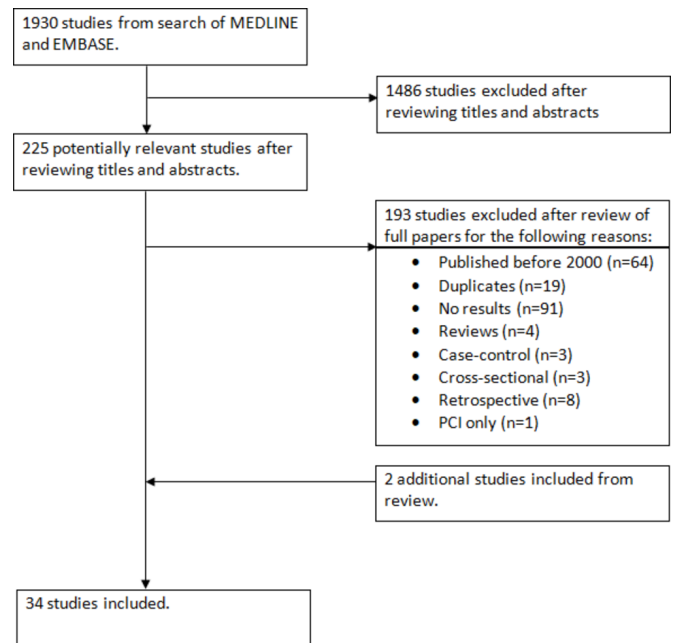 1930 studies from search of MEDLINE
and EMBASE.
1486 studies excluded after
reviewing titles and abstracts
225 potentially relevant studies after
reviewing titles and abstracts.
193 studies excluded after review of
full papers for the following reasons:
• Published before 2000 (n=64)
• Duplicates (n=19)
• No results (n=91)
• Reviews (n=4)
• Case-control (n=3)
• Cross-sectional (n=3)
• Retrospective (n=8)
• PCI only (n=1)
2 additional studies included from
review.
34 studies included.